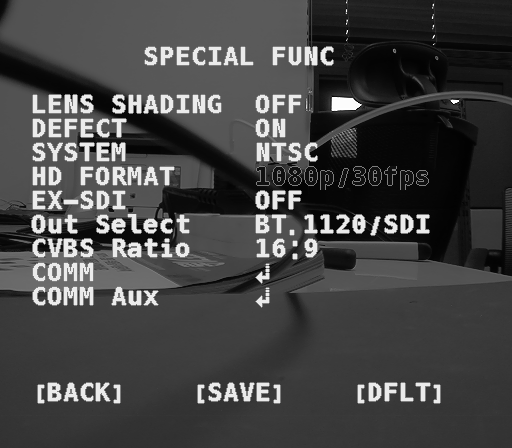 SPECIAL FUNC
LENS SHADING OFF
DEFECT ON
SYSTEM NTSC
HD FORMAT 1080p/30fps
EX-SDI OFF
Out Select BT.1120/SDI
CVBS Ratio 16:9
COMM ↲
COMM Aux ↲
[BACK] [SAVE] [DFLT]